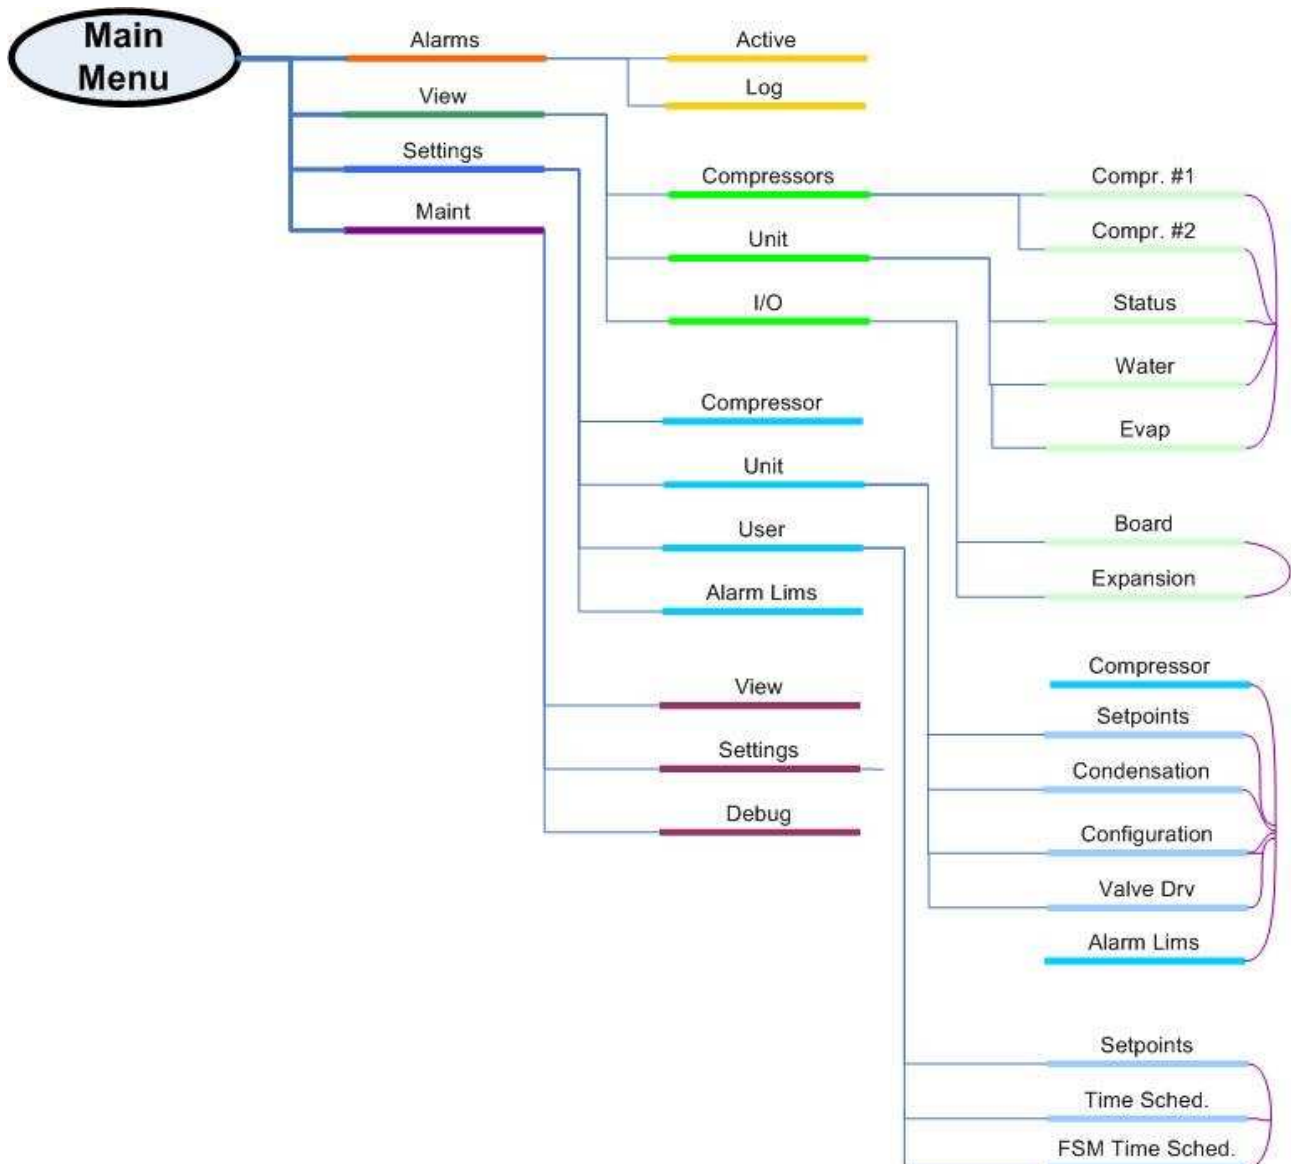 Main
Menu
Alarms
Active
Log
View
Settings
Maint
Compressors
Compr. #1
Compr. #2
Unit
Status
I/O
Water
Evap
Compressor
Unit
User
Alarm Lims
Board
Expansion
View
Settings
Debug
Compressor
Setpoints
Condensation
Configuration
Valve Drv
Alarm Lims
Setpoints
Time Sched.
FSM Time Sched.